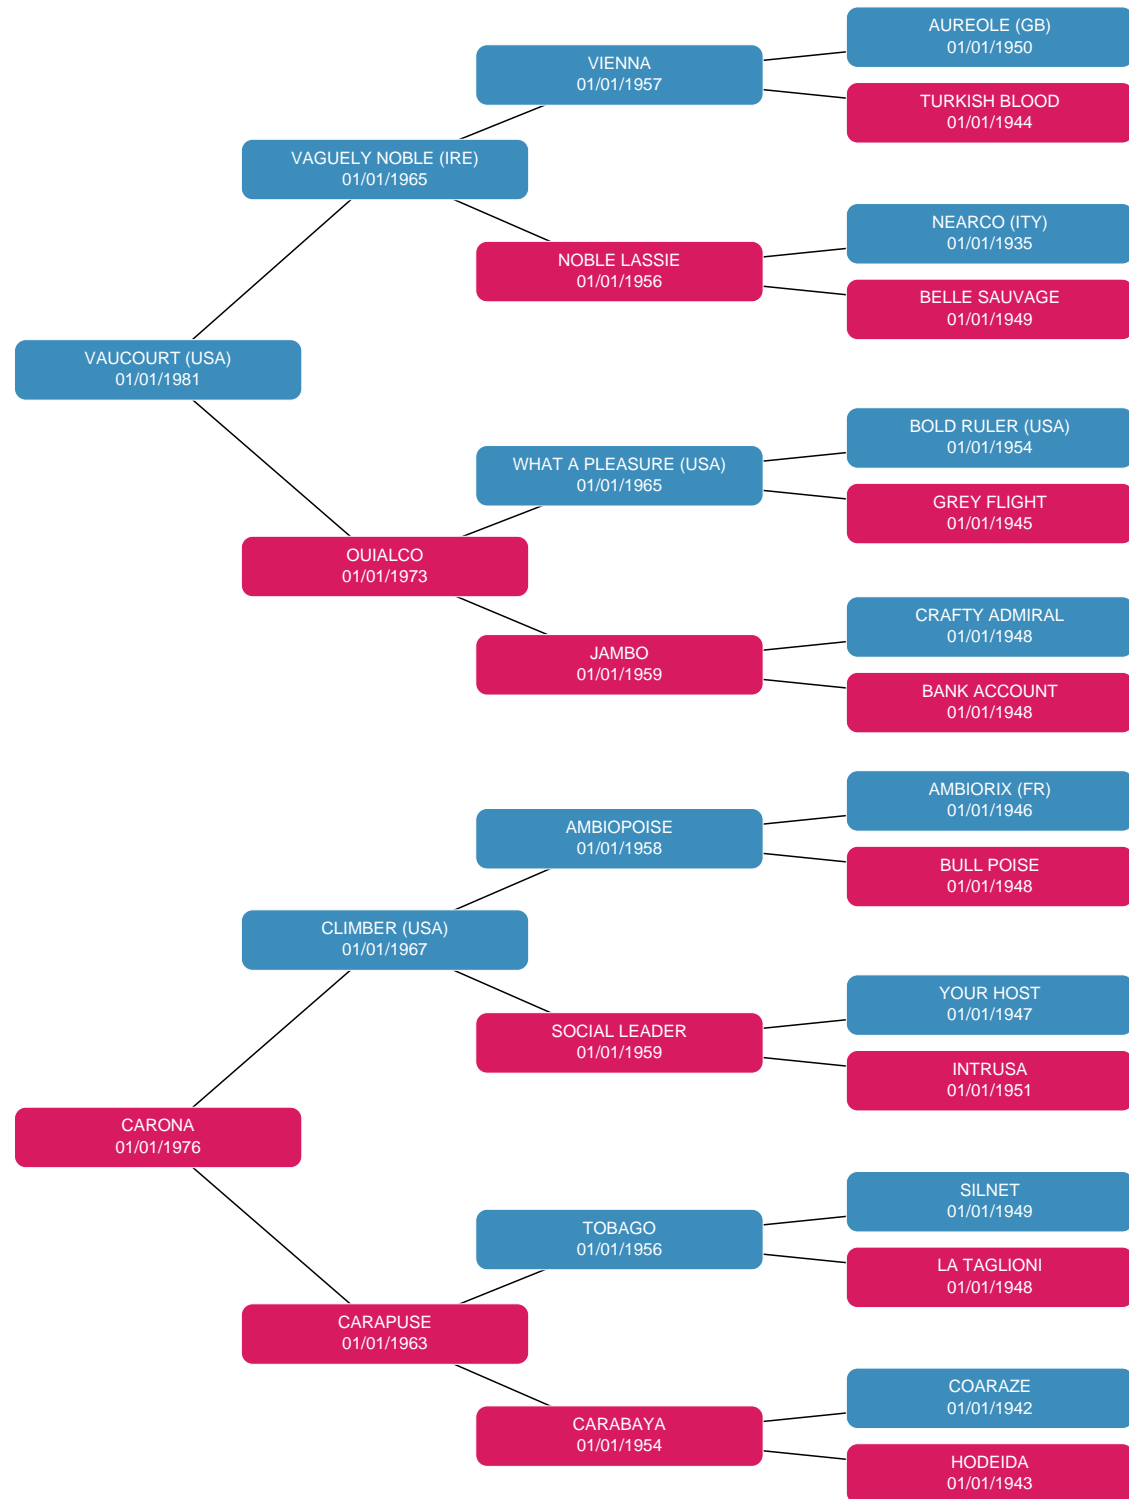 AUREOLE (GB)
01/01/1950
VIENNA
01/01/1957
TURKISH BLOOD
01/01/1944
VAGUELY NOBLE (IRE)
01/01/1965
NEARCO (ITY)
01/01/1935
NOBLE LASSIE
01/01/1956
BELLE SAUVAGE
01/01/1949
VAUCOURT (USA)
01/01/1981
BOLD RULER (USA)
01/01/1954
WHAT A PLEASURE (USA)
01/01/1965
GREY FLIGHT
01/01/1945
OUIALCO
01/01/1973
CRAFTY ADMIRAL
01/01/1948
JAMBO
01/01/1959
BANK ACCOUNT
01/01/1948
AMBIORIX (FR)
01/01/1946
AMBIOPOISE
01/01/1958
BULL POISE
01/01/1948
CLIMBER (USA)
01/01/1967
YOUR HOST
01/01/1947
SOCIAL LEADER
01/01/1959
INTRUSA
01/01/1951
CARONA
01/01/1976
SILNET
01/01/1949
TOBAGO
01/01/1956
LA TAGLIONI
01/01/1948
CARAPUSE
01/01/1963
COARAZE
01/01/1942
CARABAYA
01/01/1954
HODEIDA
01/01/1943